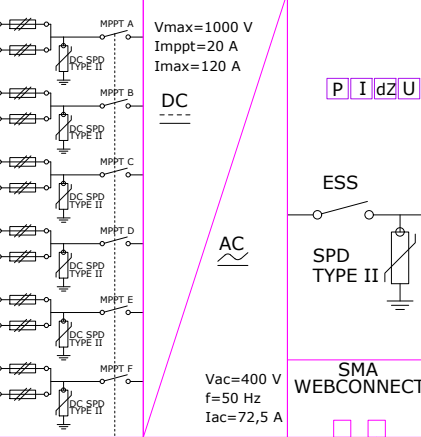 MPPT A
DC SPD
TYPE II
MPPT B
DC SPD
TYPE II
MPPT C
DC SPD
TYPE II
MPPT D
DC SPD
TYPE II
MPPT E
DC SPD
TYPE II
MPPT F
DC SPD
TYPE II
Vmax=1000 V
Imppt=20 A
Imax=120 A
DC
AC
Vac=400 V
f=50 Hz
Iac=72,5 A
P I dZ U
ESS
SPD
TYPE II
SMA
WEBCONNECT